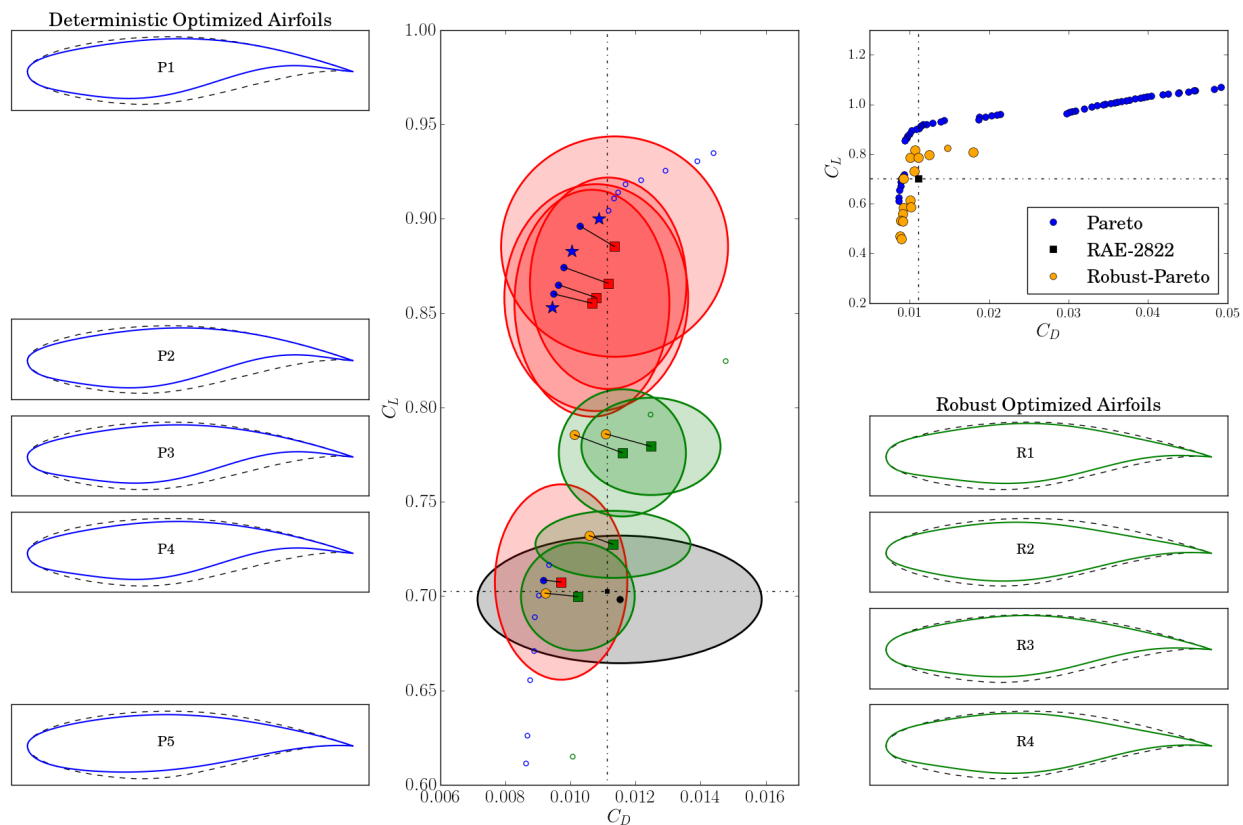 Deterministic Optimized Airfoils
P1
P2
P3
P4
P5
1.00
0.95
0.90
0.85
0.80
0.75
0.70
0.65
0.60
C_L
0.006 0.008 0.010 0.012 0.014 0.016
C_D
1.2
1.0
0.8
0.6
0.4
0.2
C_L
0.01 0.02 0.03 0.04 0.05
C_D
Pareto
RAE-2822
Robust-Pareto
Robust Optimized Airfoils
R1
R2
R3
R4